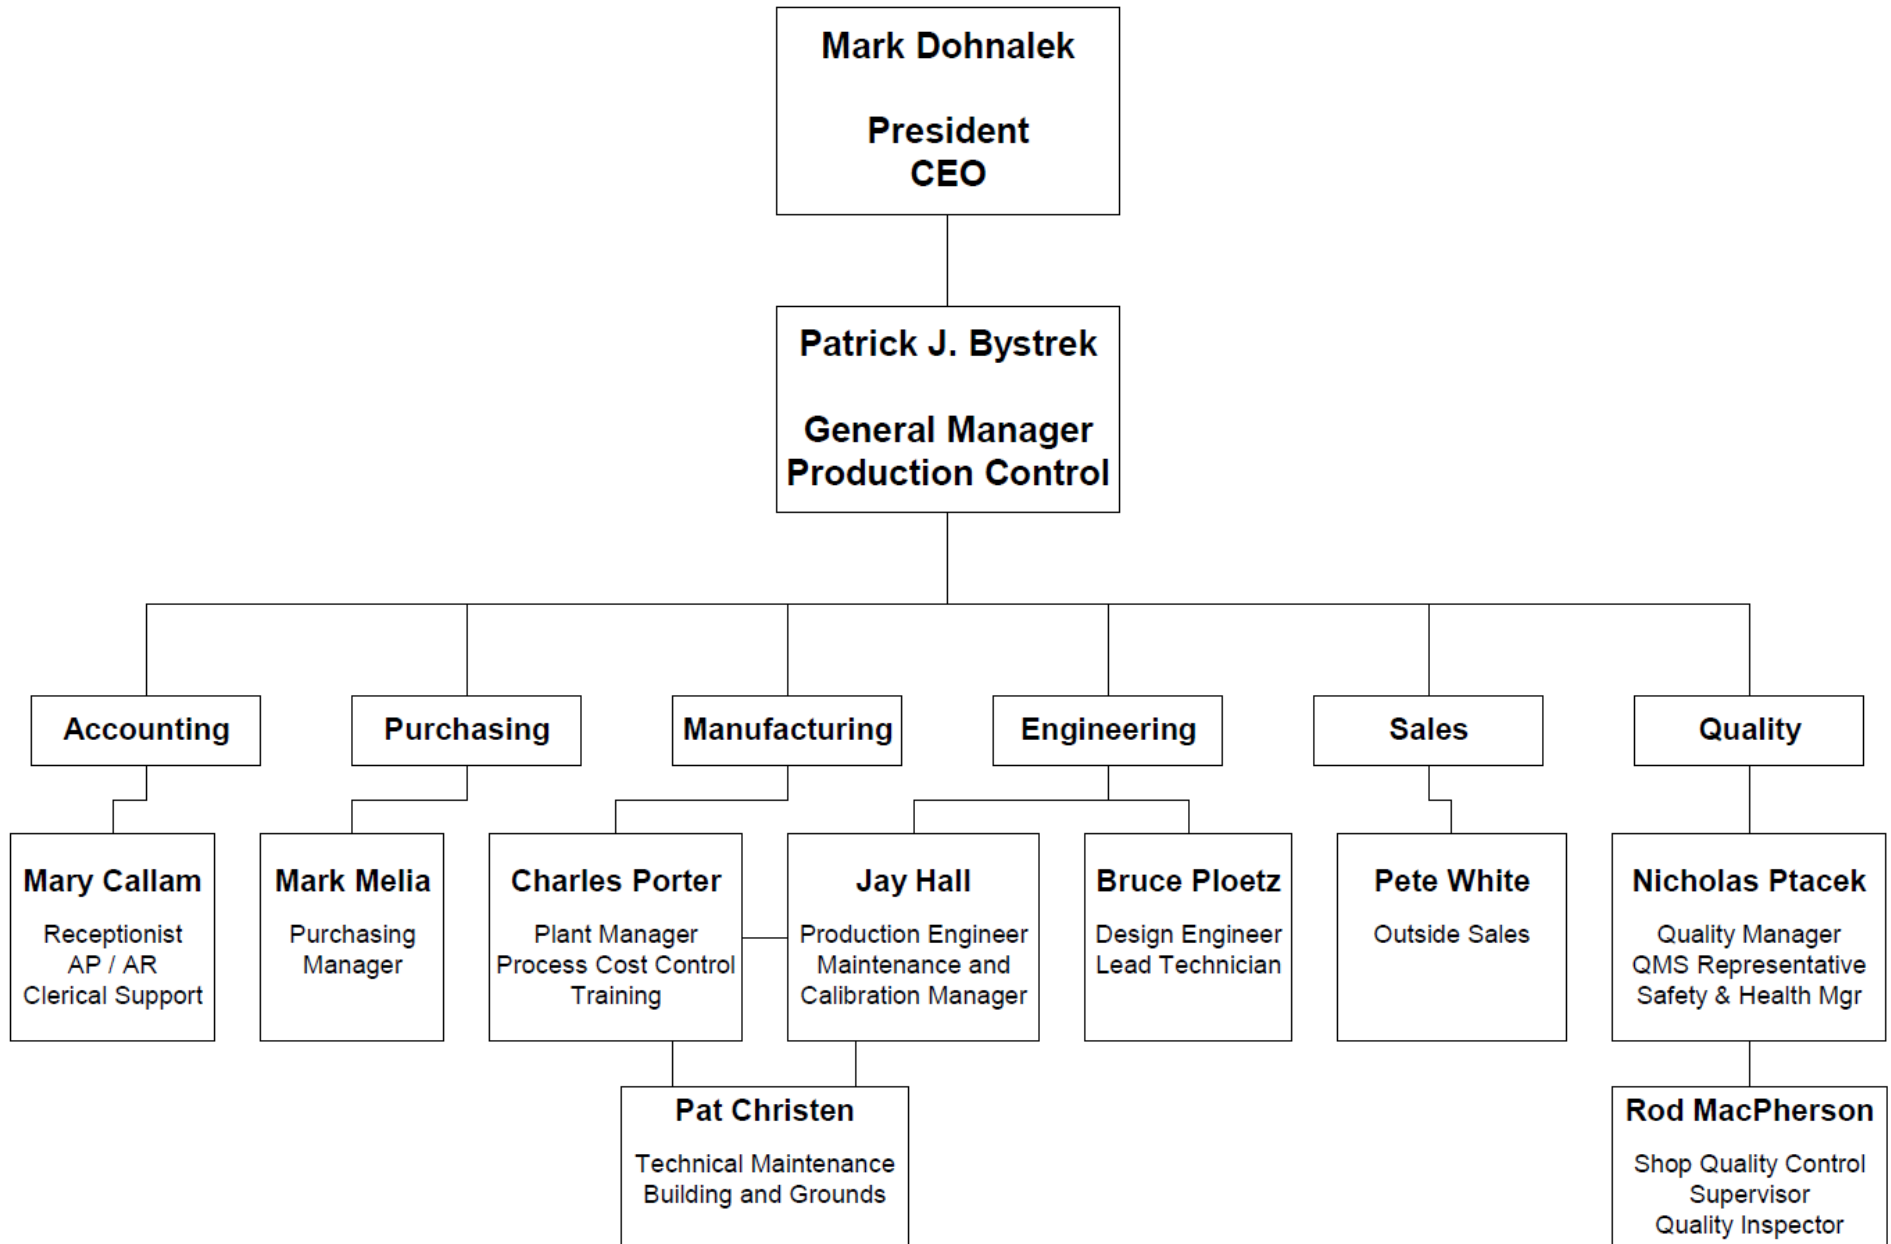 Mark Dohnalek
President
CEO
Patrick J. Bystrek
General Manager
Production Control
Accounting
Purchasing
Manufacturing
Engineering
Sales
Quality
Mary Callam
Receptionist
AP / AR
Clerical Support
Mark Melia
Purchasing
Manager
Charles Porter
Plant Manager
Process Cost Control
Training
Jay Hall
Production Engineer
Maintenance and
Calibration Manager
Bruce Ploetz
Design Engineer
Lead Technician
Pete White
Outside Sales
Nicholas Ptacek
Quality Manager
QMS Representative
Safety & Health Mgr
Pat Christen
Technical Maintenance
Building and Grounds
Rod MacPherson
Shop Quality Control
Supervisor
Quality Inspector